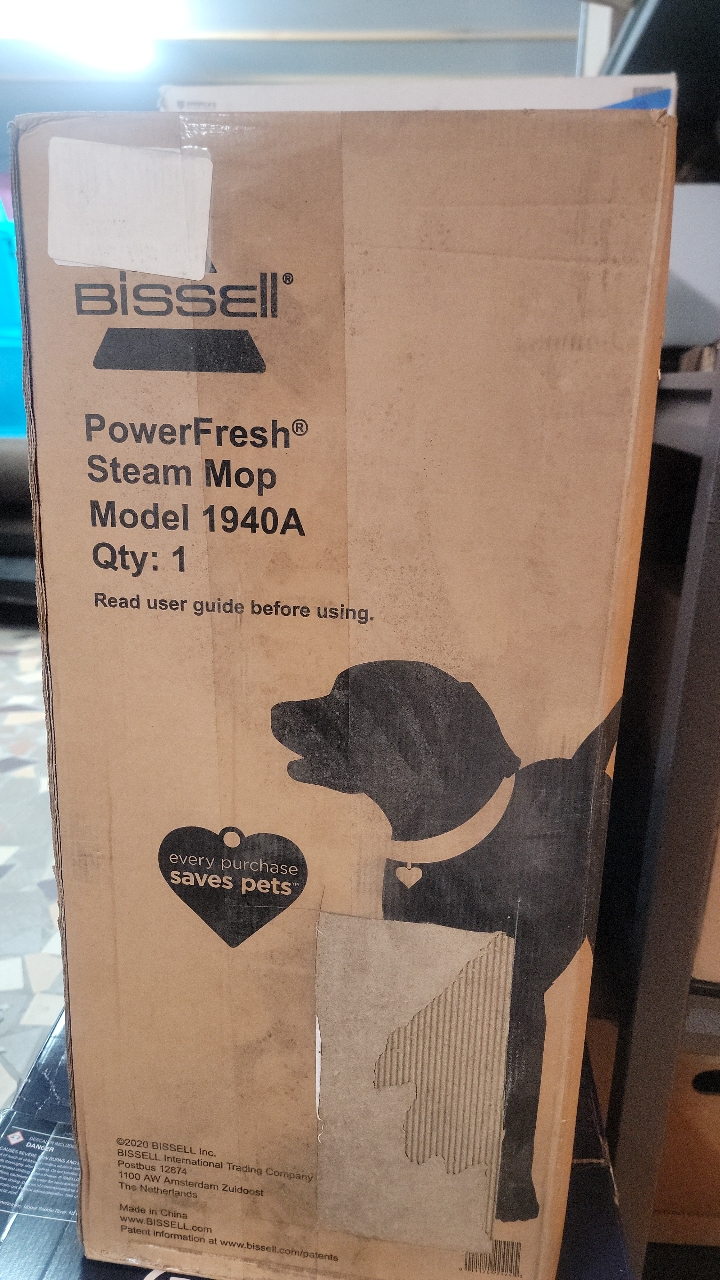 BISSELL®
PowerFresh®
Steam Mop
Model 1940A
Qty: 1
Read user guide before using.
every purchase
saves pets™
©2020 BISSELL Inc.
BISSELL International Trading Company
Postbus 12874
1100 AW Amsterdam Zuidoost
The Netherlands
Made in China
www.BISSELL.com
Patent information at www.bissell.com/patents
DANGER